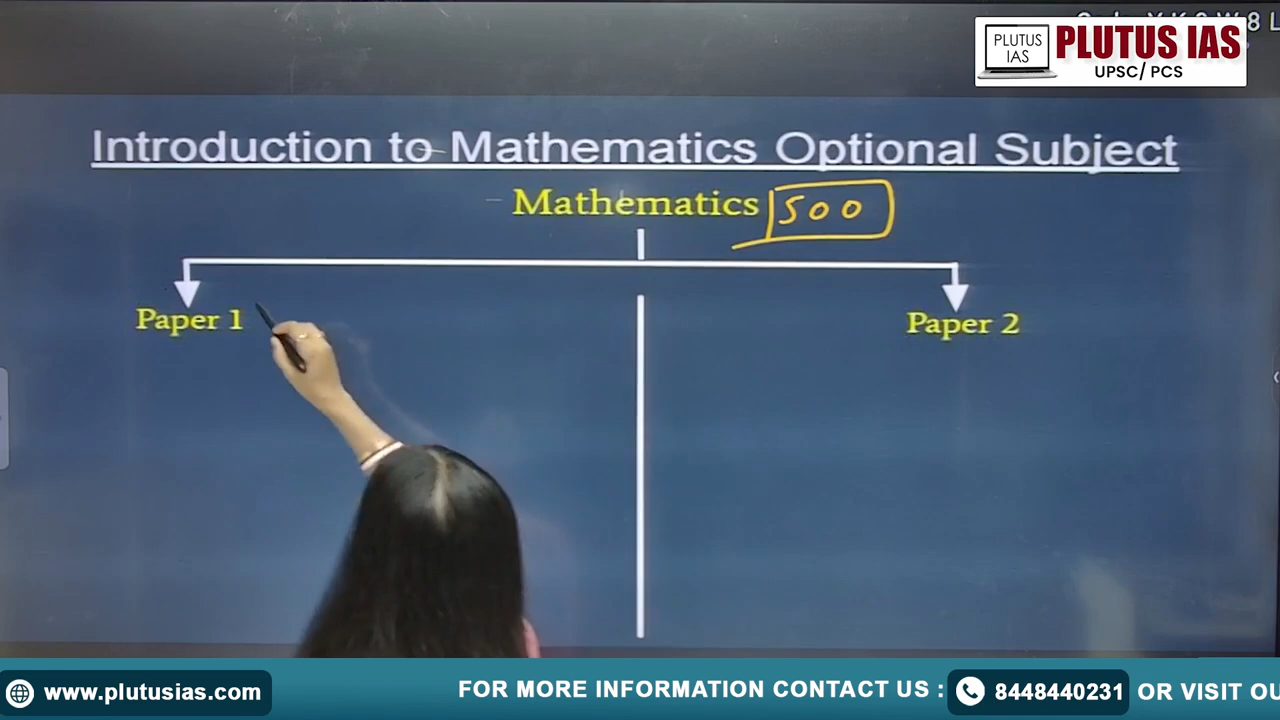 PLUTUS IAS
PLUTUS IAS
UPSC/ PCS
Introduction to Mathematics Optional Subject
Mathematics 500
Paper 1
Paper 2
www.plutusias.com
FOR MORE INFORMATION CONTACT US : 8448440231 OR VISIT OU